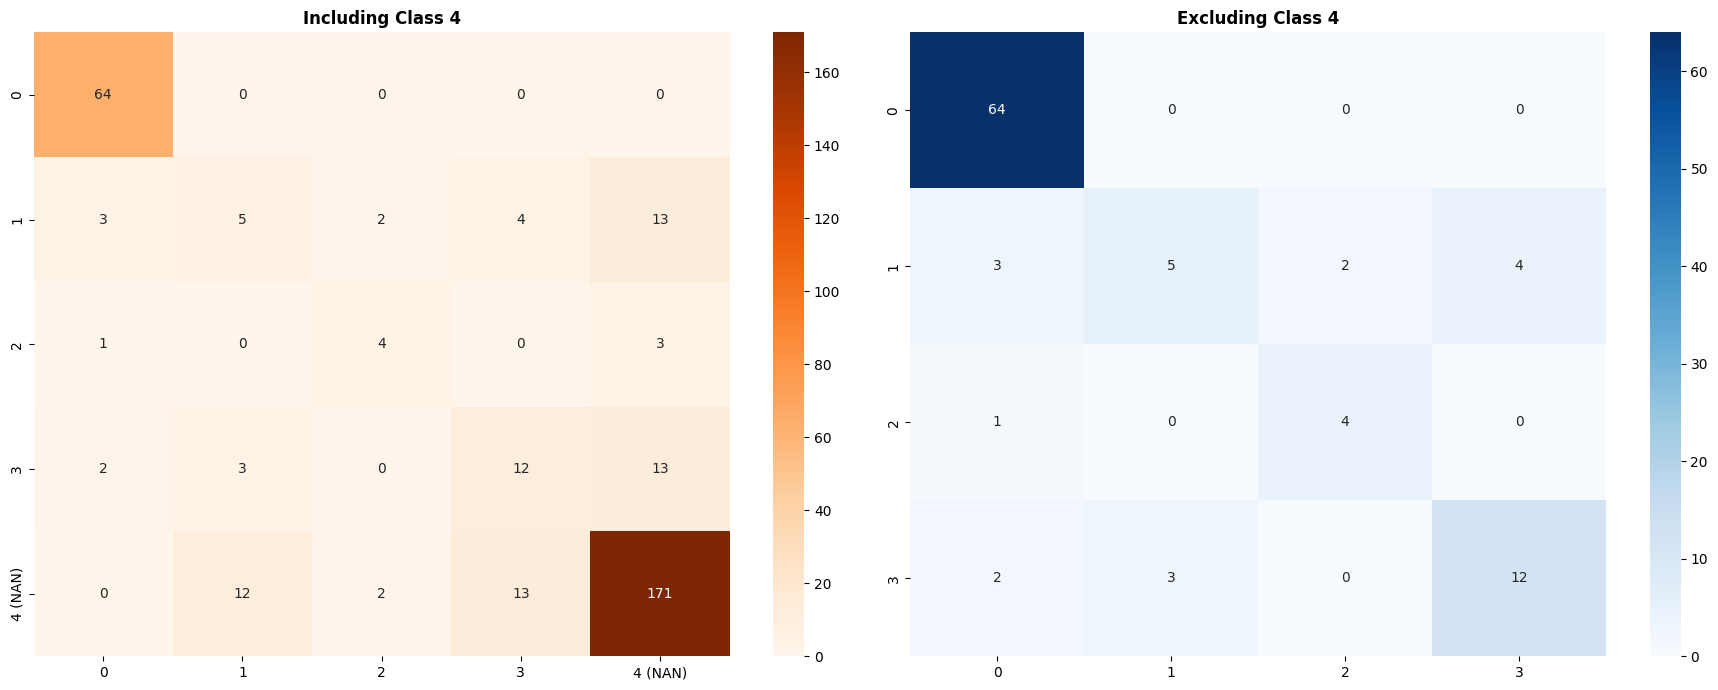 Including Class 4
Excluding Class 4
0
64 0 0 0 0
1
3 5 2 4 13
2
1 0 4 0 3
3
2 3 0 12 13
4 (NAN)
0 12 2 13 171
0 1 2 3 4 (NAN)
160
140
120
100
80
60
40
20
0
0
64 0 0 0
1
3 5 2 4
2
1 0 4 0
3
2 3 0 12
0 1 2 3
60
50
40
30
20
10
0